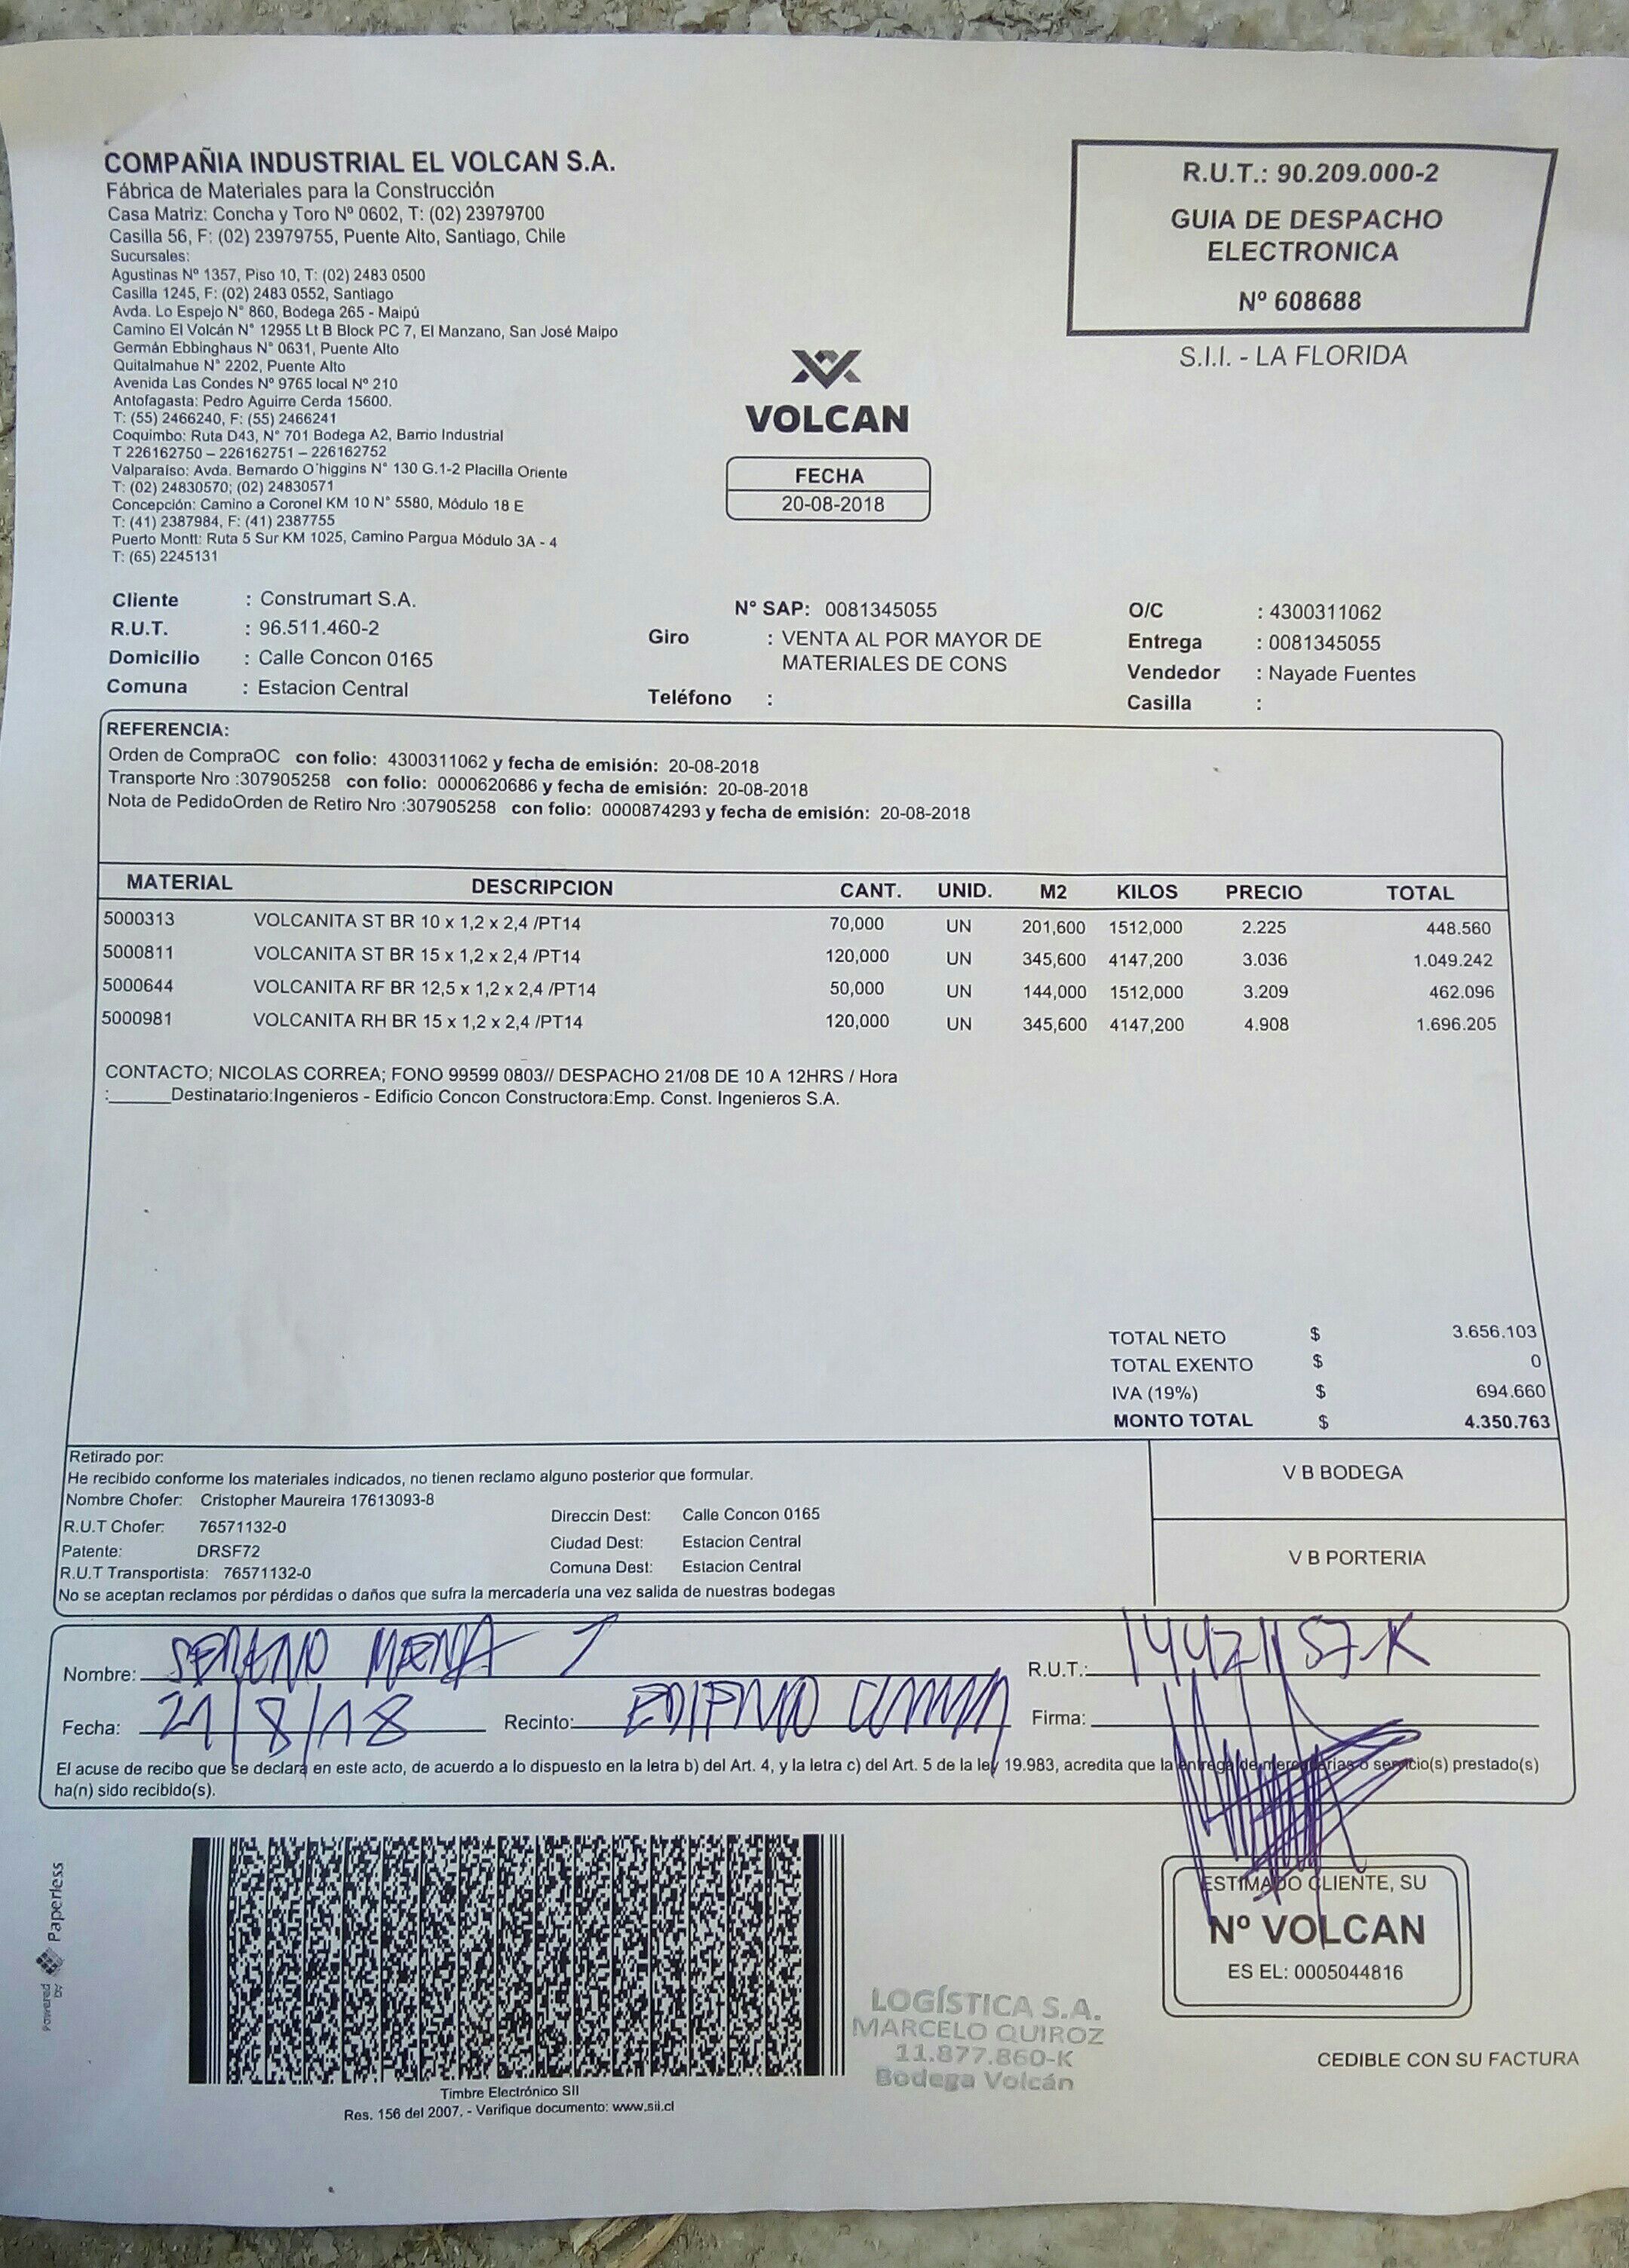 COMPAÑIA INDUSTRIAL EL VOLCAN S.A.
Fábrica de Materiales para la Construcción
Casa Matriz: Concha y Toro Nº 0602, T: (02) 23979700
Casilla 56, F: (02) 23979755, Puente Alto, Santiago, Chile
Sucursales:
Agustinas Nº 1357, Piso 10, T: (02) 2483 0500
Casilla 1245, F: (02) 2483 0552, Santiago
Avda. Lo Espejo N° 860, Bodega 265 - Maipú
Camino El Volcán N° 12955 Lt B Block PC 7, El Manzano, San José Maipo
Germán Ebbinghaus N° 0631, Puente Alto
Quitalmahue N° 2202, Puente Alto
Avenida Las Condes Nº 9765 local Nº 210
Antofagasta: Pedro Aguirre Cerda 15600.
T: (55) 2466240, F: (55) 2466241
Coquimbo: Ruta D43, N° 701 Bodega A2, Barrio Industrial
T 226162750 – 226162751 – 226162752
Valparaíso: Avda. Bernardo O'higgins N° 130 G.1-2 Placilla Oriente
T: (02) 24830570; (02) 24830571
Concepción: Camino a Coronel KM 10 N° 5580, Módulo 18 E
T: (41) 2387984, F: (41) 2387755
Puerto Montt: Ruta 5 Sur KM 1025, Camino Pargua Módulo 3A - 4
T: (65) 2245131
R.U.T.: 90.209.000-2
GUIA DE DESPACHO
ELECTRONICA
Nº 608688
S.I.I. - LA FLORIDA
VOLCAN
FECHA
20-08-2018
Cliente : Construmart S.A.
R.U.T. : 96.511.460-2
Domicilio : Calle Concon 0165
Comuna : Estacion Central
N° SAP: 0081345055
Giro : VENTA AL POR MAYOR DE
MATERIALES DE CONS
Teléfono :
O/C : 4300311062
Entrega : 0081345055
Vendedor : Nayade Fuentes
Casilla :
REFERENCIA:
Orden de CompraOC con folio: 4300311062 y fecha de emisión: 20-08-2018
Transporte Nro :307905258 con folio: 0000620686 y fecha de emisión: 20-08-2018
Nota de PedidoOrden de Retiro Nro :307905258 con folio: 0000874293 y fecha de emisión: 20-08-2018
MATERIAL DESCRIPCION CANT. UNID. M2 KILOS PRECIO TOTAL
5000313 VOLCANITA ST BR 10 x 1,2 x 2,4 /PT14 70,000 UN 201,600 1512,000 2.225 448.560
5000811 VOLCANITA ST BR 15 x 1,2 x 2,4 /PT14 120,000 UN 345,600 4147,200 3.036 1.049.242
5000644 VOLCANITA RF BR 12,5 x 1,2 x 2,4 /PT14 50,000 UN 144,000 1512,000 3.209 462.096
5000981 VOLCANITA RH BR 15 x 1,2 x 2,4 /PT14 120,000 UN 345,600 4147,200 4.908 1.696.205
CONTACTO; NICOLAS CORREA; FONO 99599 0803// DESPACHO 21/08 DE 10 A 12HRS / Hora
:______Destinatario:Ingenieros - Edificio Concon Constructora:Emp. Const. Ingenieros S.A.
TOTAL NETO $ 3.656.103
TOTAL EXENTO $ 0
IVA (19%) $ 694.660
MONTO TOTAL $ 4.350.763
Retirado por:
He recibido conforme los materiales indicados, no tienen reclamo alguno posterior que formular.
Nombre Chofer: Cristopher Maureira 17613093-8
R.U.T Chofer: 76571132-0
Patente: DRSF72
R.U.T Transportista: 76571132-0
Direccin Dest: Calle Concon 0165
Ciudad Dest: Estacion Central
Comuna Dest: Estacion Central
No se aceptan reclamos por pérdidas o daños que sufra la mercadería una vez salida de nuestras bodegas
V B BODEGA
V B PORTERIA
Nombre: MENA
R.U.T.:
Fecha: 21/8/18 Recinto: Firma:
El acuse de recibo que se declara en este acto, de acuerdo a lo dispuesto en la letra b) del Art. 4, y la letra c) del Art. 5 de la ley 19.983, acredita que la entrega de mercaderias o servicio(s) prestado(s)
ha(n) sido recibido(s).
Powered by Paperless
Timbre Electrónico SII
Res. 156 del 2007. - Verifique documento: www.sii.cl
LOGÍSTICA S.A.
MARCELO QUIROZ
11.877.860-K
Bodega Volcán
ESTIMADO CLIENTE, SU
Nº VOLCAN
ES EL: 0005044816
CEDIBLE CON SU FACTURA